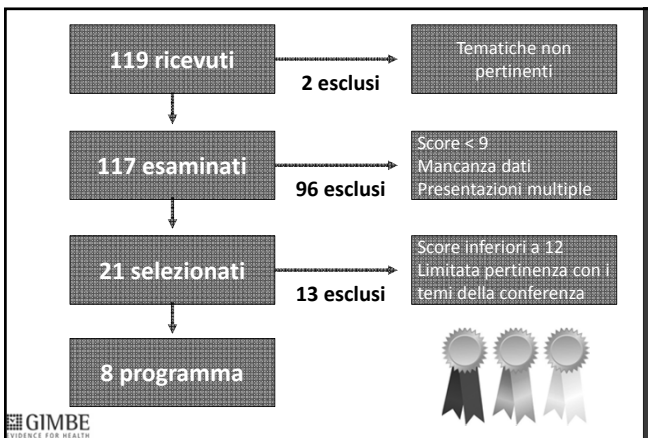 119 ricevuti
2 esclusi
Tematiche non
pertinenti
117 esaminati
96 esclusi
Score < 9
Mancanza dati
Presentazioni multiple
21 selezionati
13 esclusi
Score inferiori a 12
Limitata pertinenza con i
temi della conferenza
8 programma
GIMBE
EVIDENCE FOR HEALTH